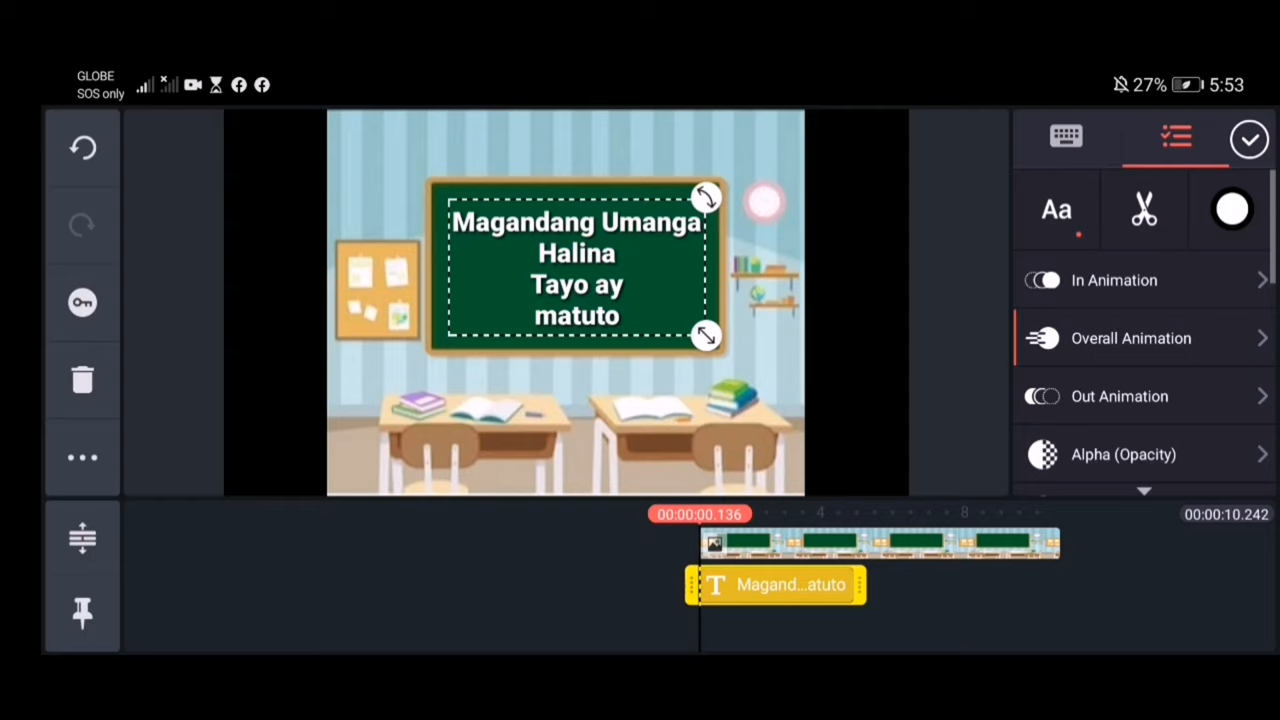 GLOBE
SOS only
27% 5:53
Magandang Umanga
Halina
Tayo ay
matuto
Aa
In Animation
Overall Animation
Out Animation
Alpha (Opacity)
00:00:00.136
4
8
00:00:10.242
T Magand...atuto